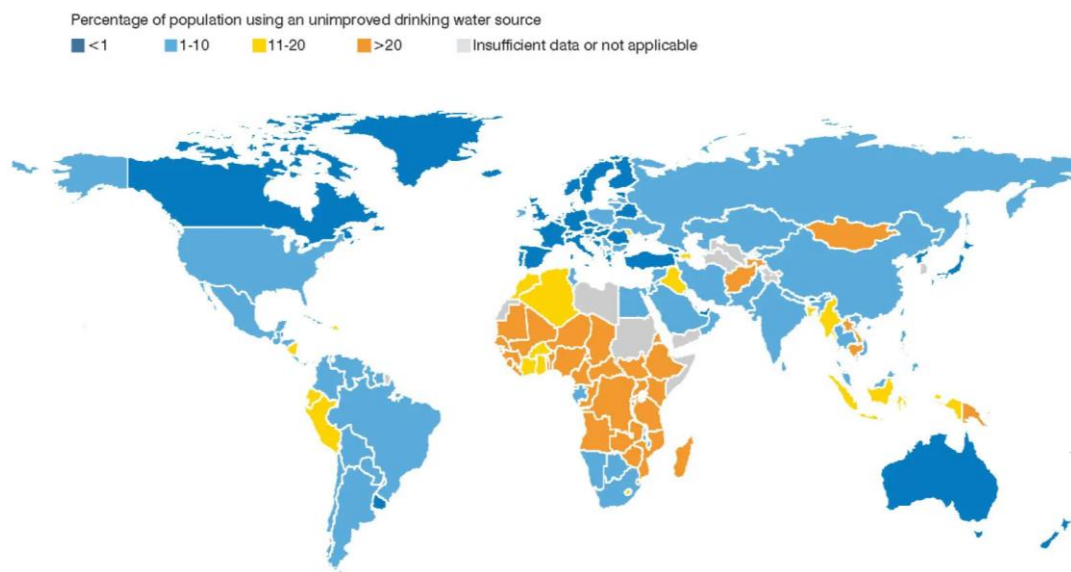 Percentage of population using an unimproved drinking water source
<1 1-10 11-20 >20 Insufficient data or not applicable